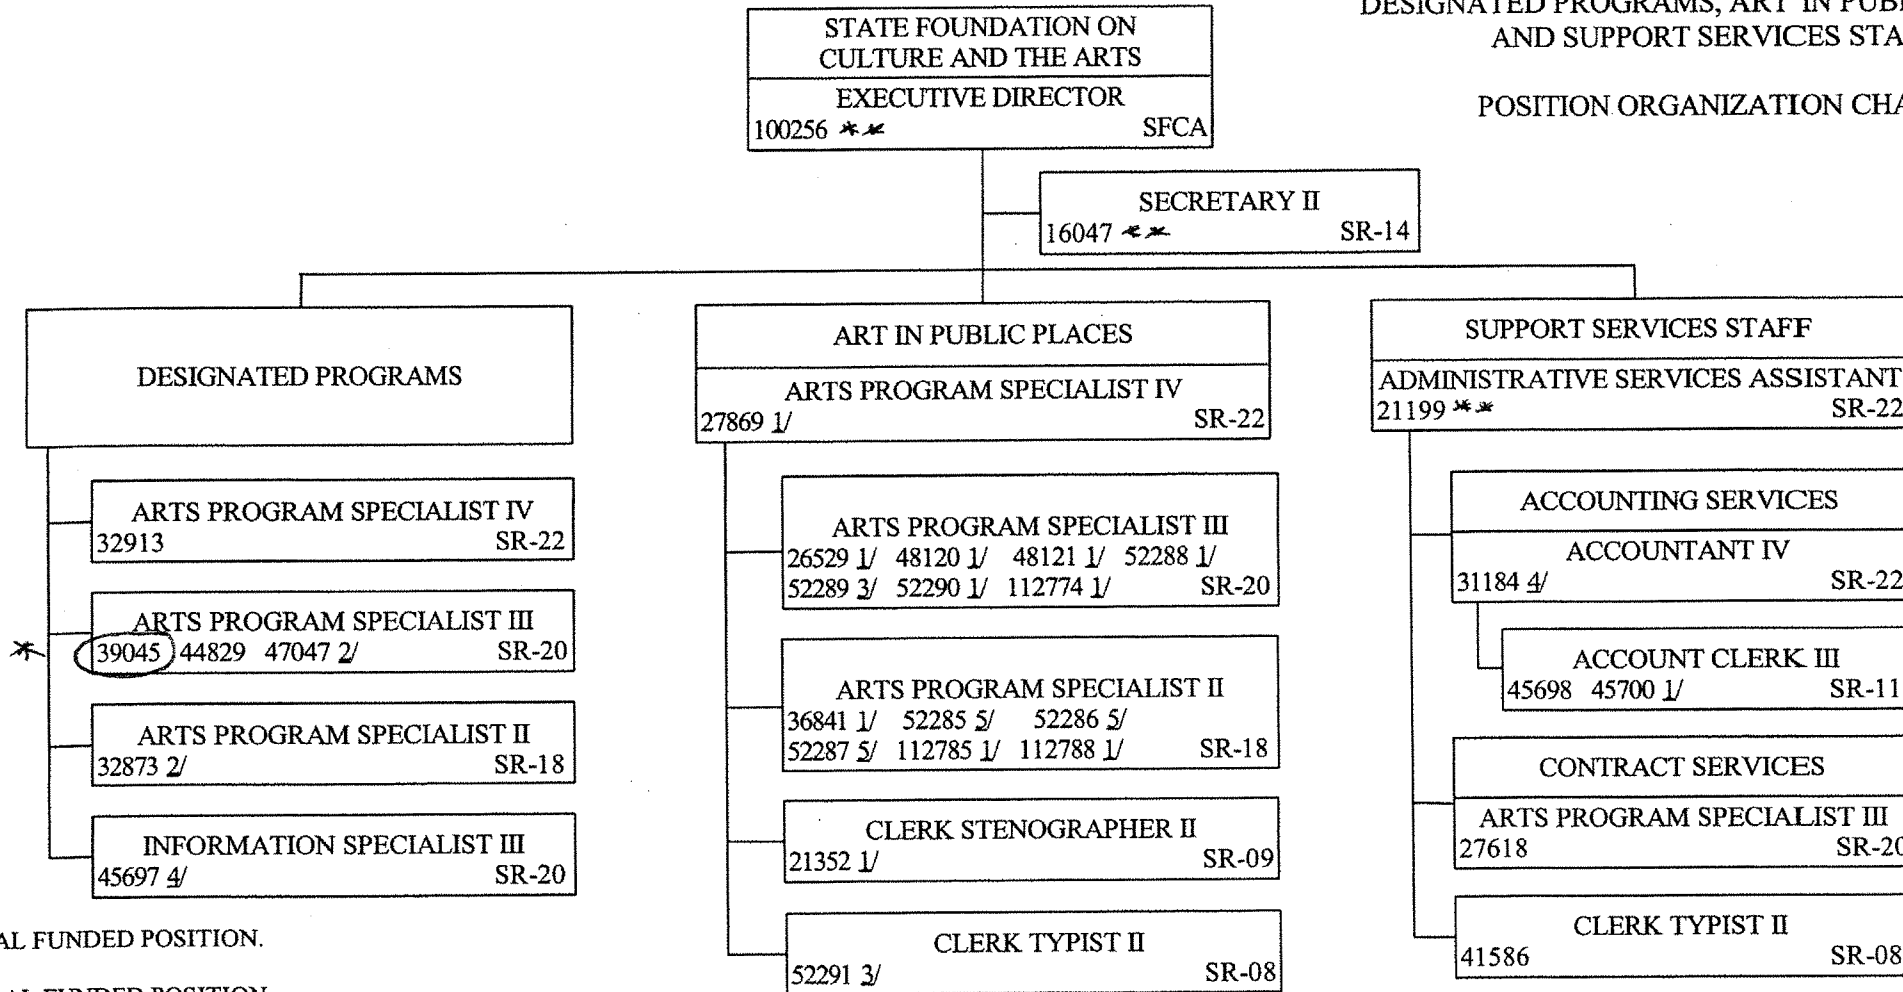 DESIGNATED PROGRAMS, ART IN
AND SUPPORT SERVICES
POSITION ORGANIZATION
STATE FOUNDATION ON
CULTURE AND THE ARTS
EXECUTIVE DIRECTOR
100256 ** SFCA
SECRETARY II
16047 ** SR-14
DESIGNATED PROGRAMS
ARTS PROGRAM SPECIALIST IV
32913 SR-22
ARTS PROGRAM SPECIALIST III
* 39045 44829 47047 2/ SR-20
ARTS PROGRAM SPECIALIST II
32873 2/ SR-18
INFORMATION SPECIALIST III
45697 4/ SR-20
ART IN PUBLIC PLACES
ARTS PROGRAM SPECIALIST IV
27869 1/ SR-22
ARTS PROGRAM SPECIALIST III
26529 1/ 48120 1/ 48121 1/ 52288 1/
52289 3/ 52290 1/ 112774 1/ SR-20
ARTS PROGRAM SPECIALIST II
36841 1/ 52285 5/ 52286 5/
52287 5/ 112785 1/ 112788 1/ SR-18
CLERK STENOGRAPHER II
21352 1/ SR-09
CLERK TYPIST II
52291 3/ SR-08
SUPPORT SERVICES STAFF
ADMINISTRATIVE SERVICES ASSISTANT
21199 ** SR-22
ACCOUNTING SERVICES
ACCOUNTANT IV
31184 4/ SR-22
ACCOUNT CLERK III
45698 45700 1/ SR-11
CONTRACT SERVICES
ARTS PROGRAM SPECIALIST III
27618 SR-20
CLERK TYPIST II
41586 SR-08
FUNDED POSITION.
FUNDED POSITION